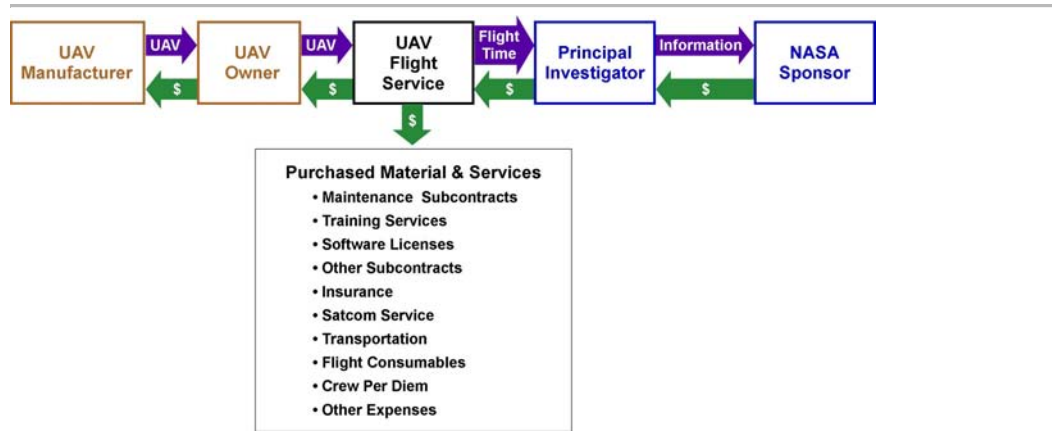 UAV
Manufacturer
UAV
$
UAV
Owner
UAV
$
UAV
Flight
Service
Flight
Time
$
Principal
Investigator
Information
$
NASA
Sponsor
$
Purchased Material & Services
• Maintenance Subcontracts
• Training Services
• Software Licenses
• Other Subcontracts
• Insurance
• Satcom Service
• Transportation
• Flight Consumables
• Crew Per Diem
• Other Expenses